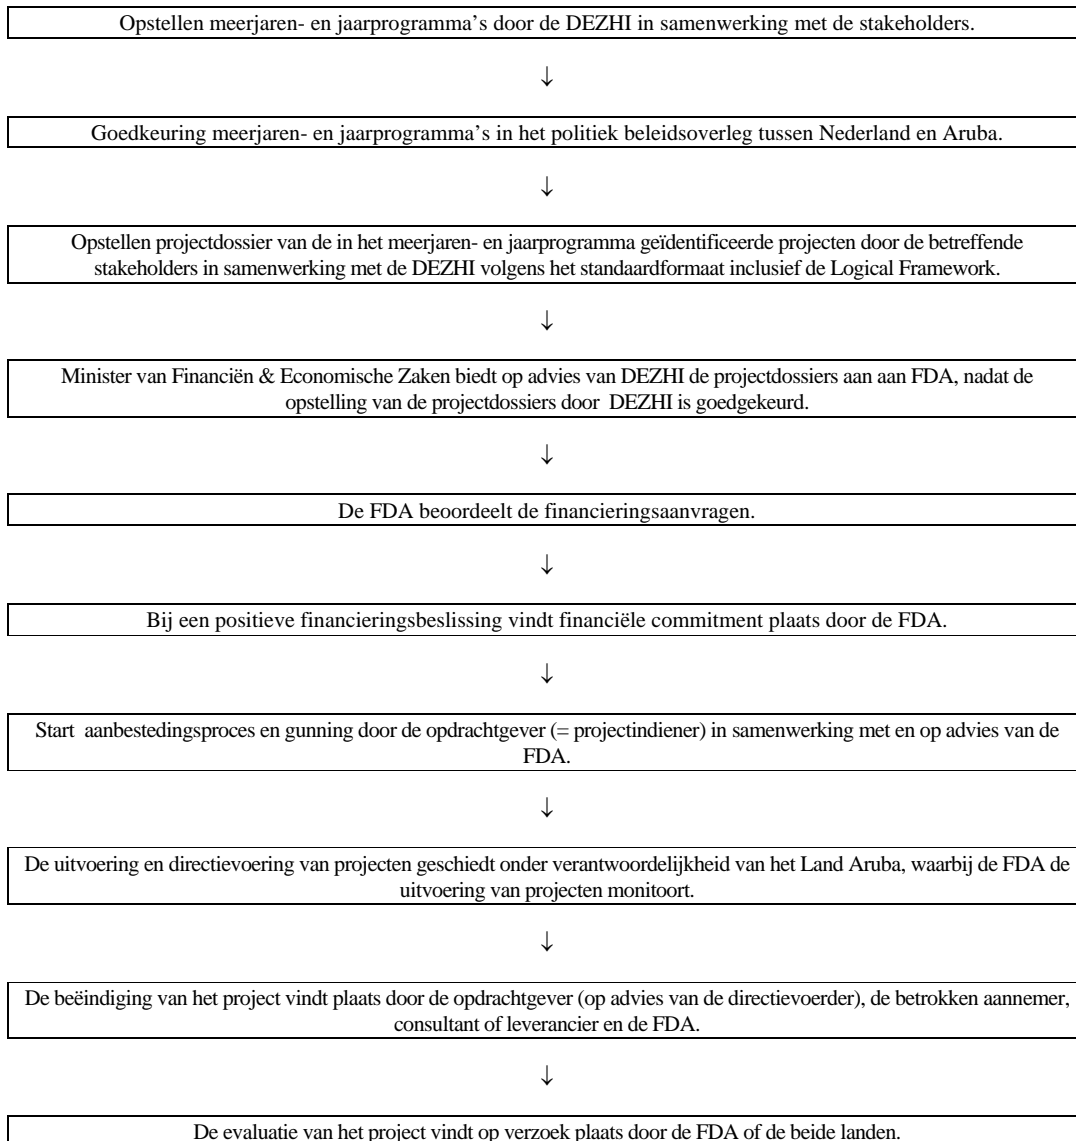 Opstellen meerjaren- en jaarprogramma's door de DEZHI in samenwerking met de stakeholders.
↓
Goedkeuring meerjaren- en jaarprogramma's in het politiek beleidsoverleg tussen Nederland en Aruba.
↓
Opstellen projectdossier van de in het meerjaren- en jaarprogramma geïdentificeerde projecten door de betreffende
stakeholders in samenwerking met de DEZHI volgens het standaardformaat inclusief de Logical Framework.
↓
Minister van Financiën & Economische Zaken biedt op advies van DEZHI de projectdossiers aan aan FDA, nadat de
opstelling van de projectdossiers door DEZHI is goedgekeurd.
↓
De FDA beoordeelt de financieringsaanvragen.
↓
Bij een positieve financieringsbeslissing vindt financiële commitment plaats door de FDA.
↓
Start aanbestedingsproces en gunning door de opdrachtgever (= projectindiener) in samenwerking met en op advies van de
FDA.
↓
De uitvoering en directievoering van projecten geschiedt onder verantwoordelijkheid van het Land Aruba, waarbij de FDA de
uitvoering van projecten monitoort.
↓
De beëindiging van het project vindt plaats door de opdrachtgever (op advies van de directievoerder), de betrokken aannemer,
consultant of leverancier en de FDA.
↓
De evaluatie van het project vindt op verzoek plaats door de FDA of de beide landen.